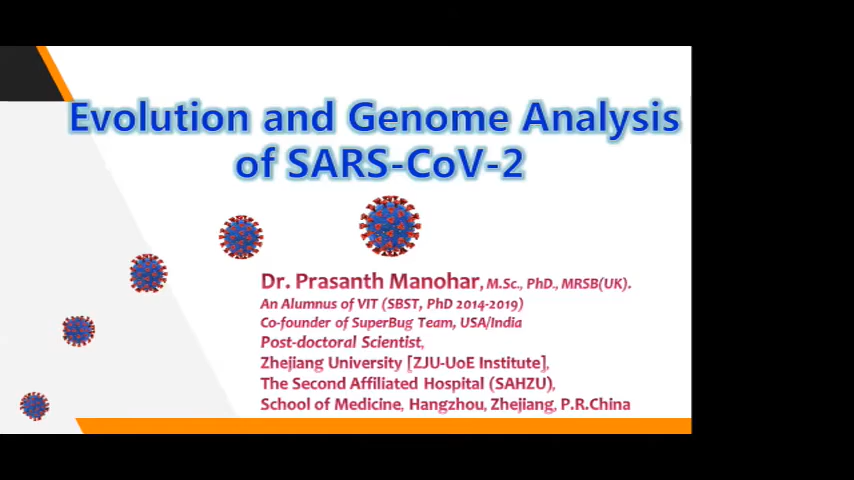 Evolution and Genome Analysis
of SARS-CoV-2
Dr. Prasanth Manohar, M.Sc., PhD., MRSB(UK).
An Alumnus of VIT (SBST, PhD 2014-2019)
Co-founder of SuperBug Team, USA/India
Post-doctoral Scientist,
Zhejiang University [ZJU-UoE Institute],
The Second Affiliated Hospital (SAHZU),
School of Medicine, Hangzhou, Zhejiang, P.R.China